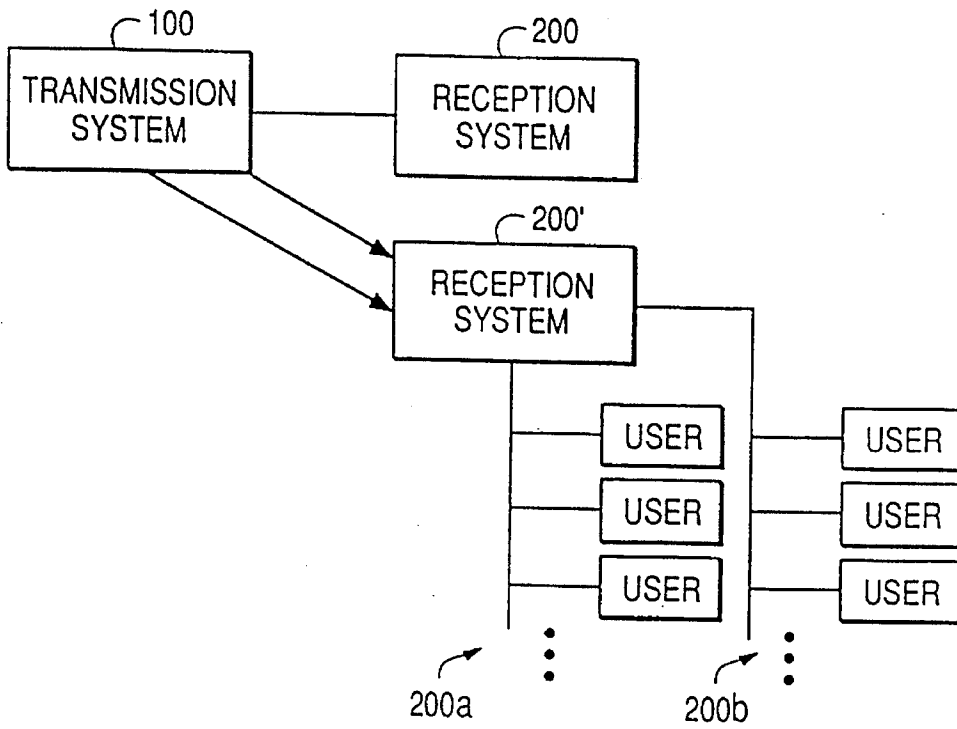 100
TRANSMISSION
SYSTEM
200
RECEPTION
SYSTEM
200'
RECEPTION
SYSTEM
USER
USER
USER
USER
USER
USER
200a
200b